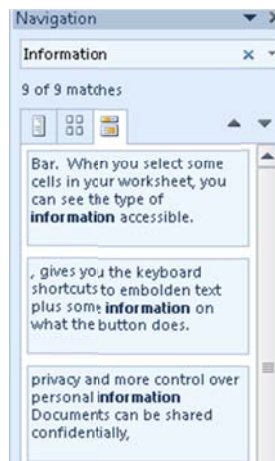 Navigation
Information
9 of 9 matches
Bar. When you select some
cells in your worksheet, you
can see the type of
information accessible.
, gives you the keyboard
shortcuts to embolden text
plus some information on
what the button does.
privacy and more control over
personal information
Documents can be shared
confidentially,